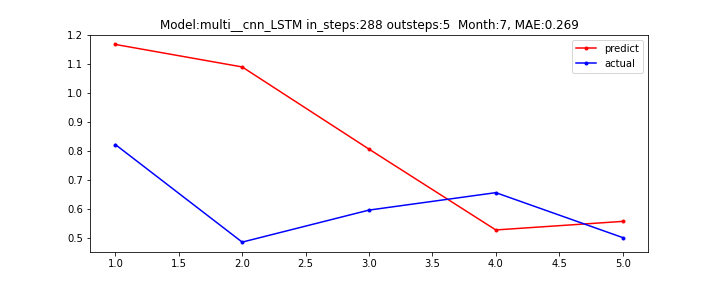 Model:multi__cnn_LSTM in_steps:288 outsteps:5  Month:7, MAE:0.269
predict
actual
1.2
1.1
1.0
0.9
0.8
0.7
0.6
0.5
1.0 1.5 2.0 2.5 3.0 3.5 4.0 4.5 5.0